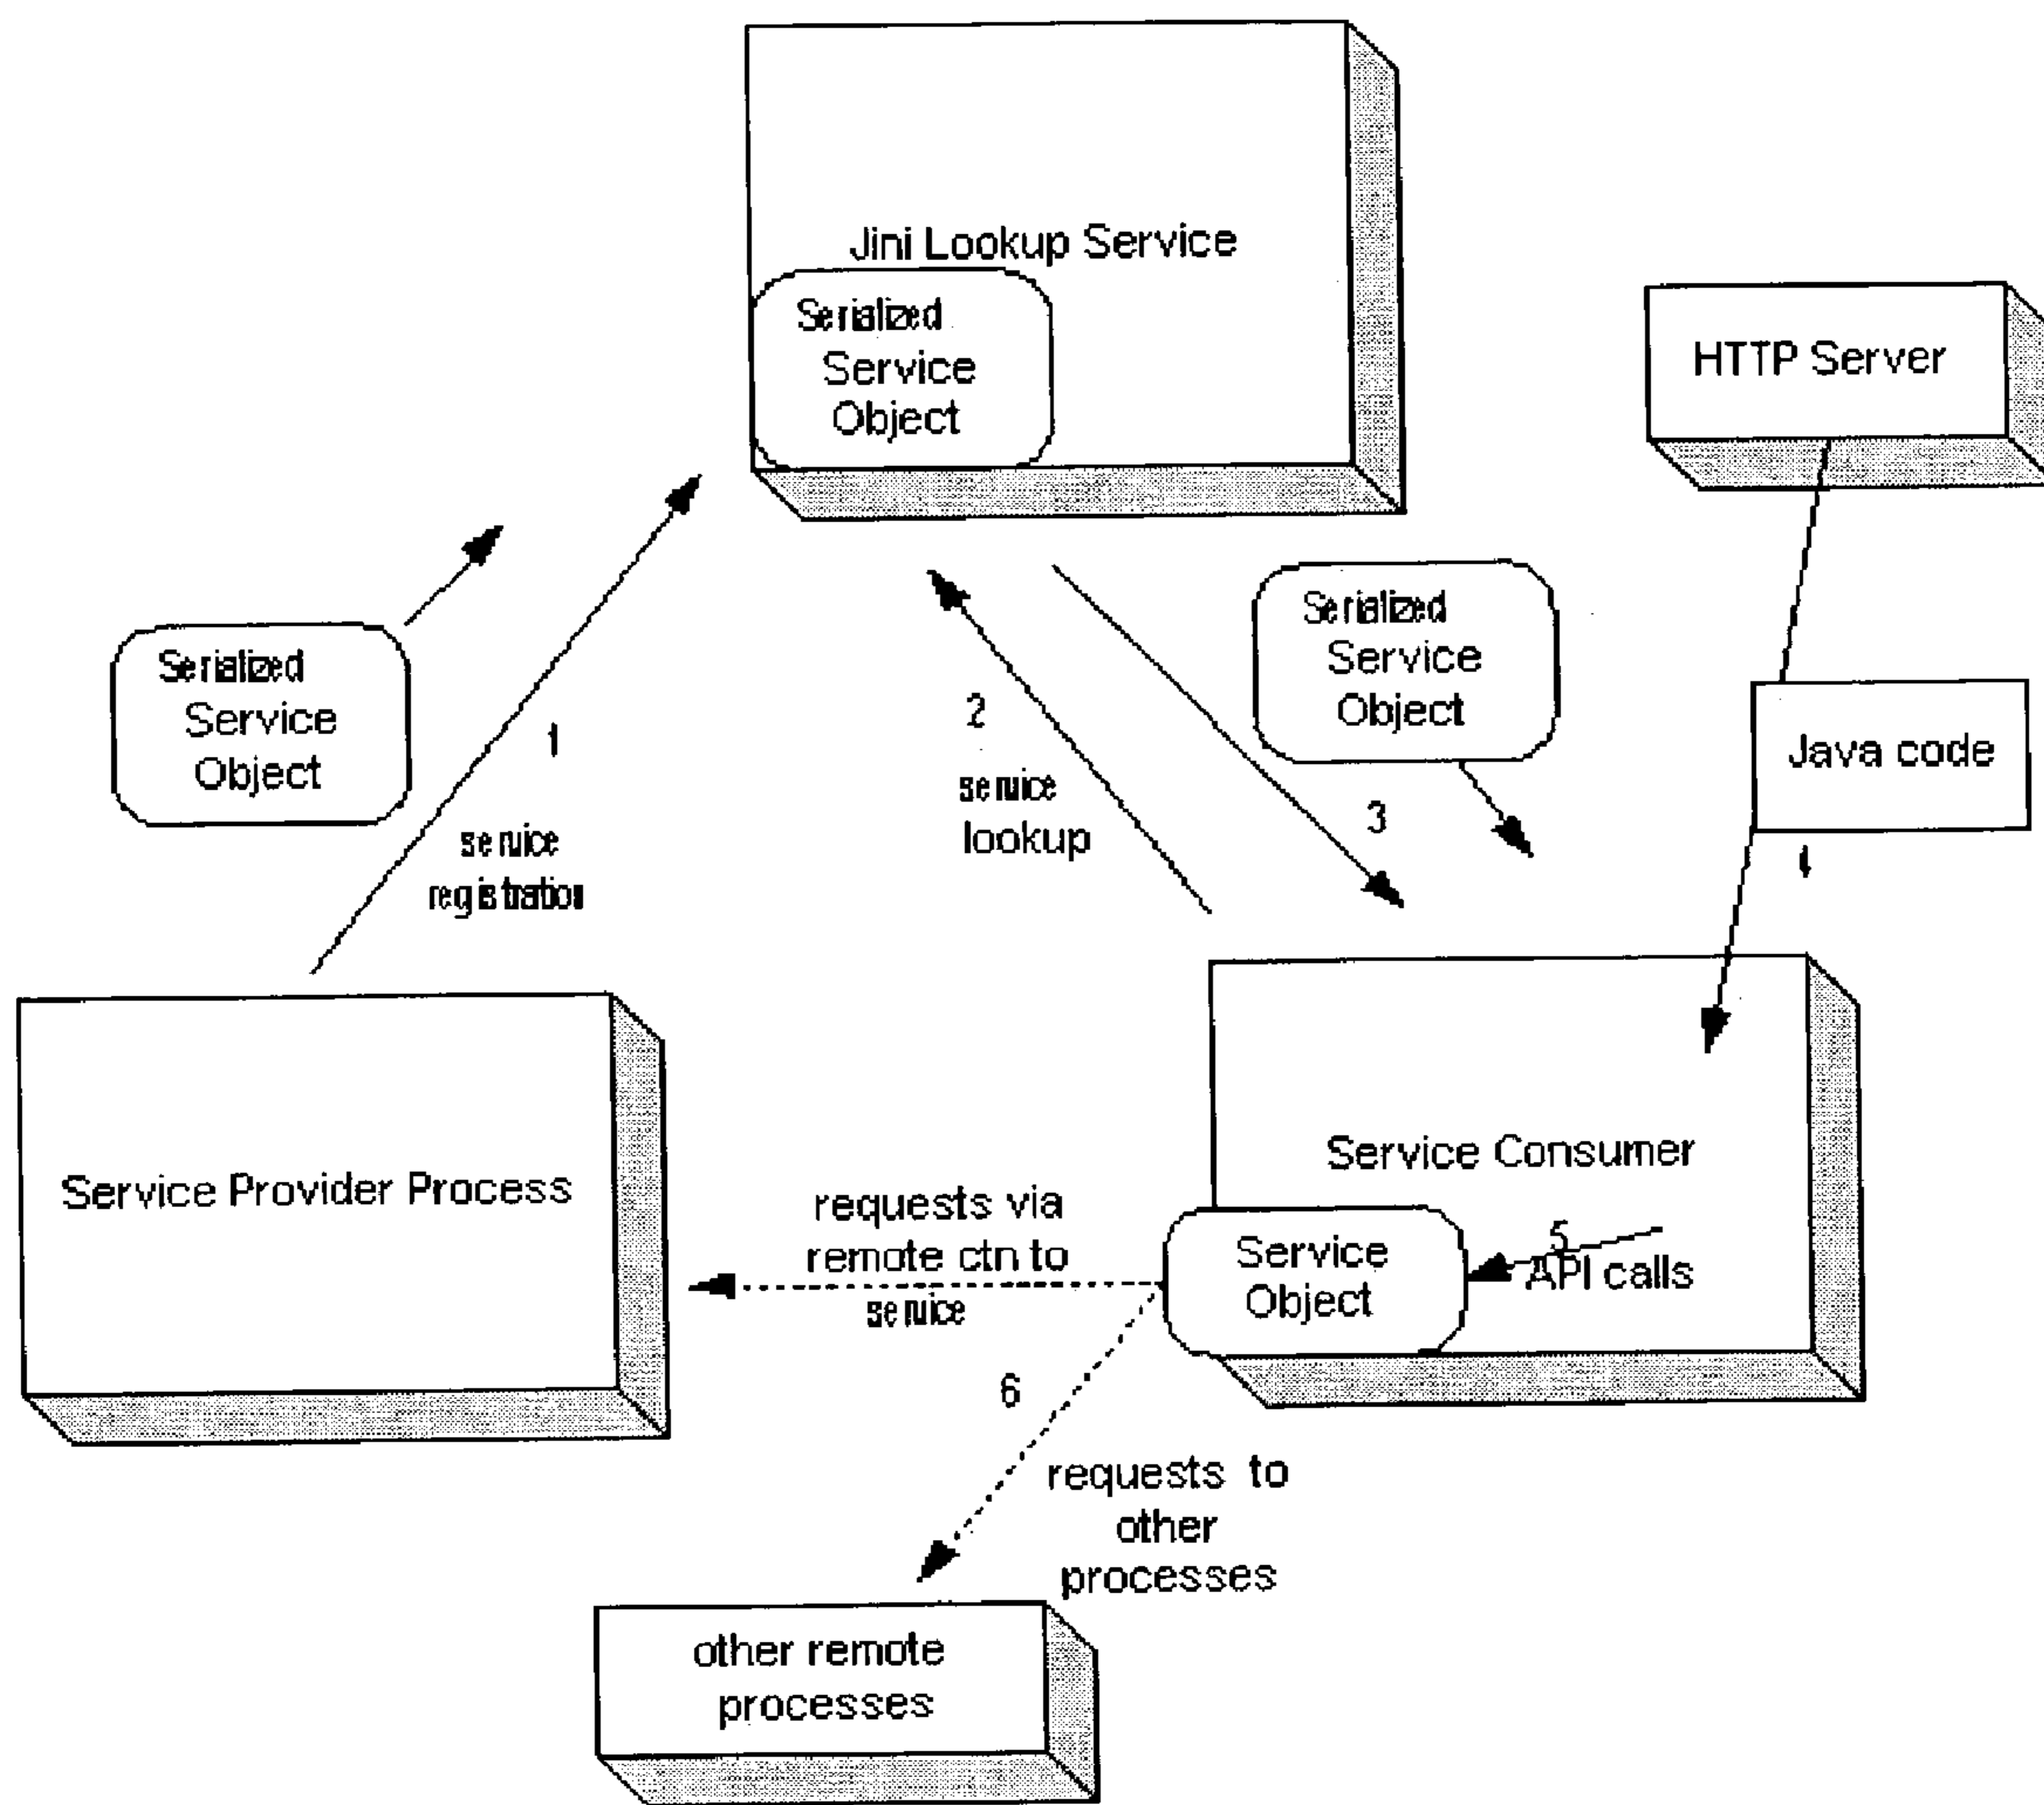 Jini Lookup Service
Serialized
Service
Object
HTTP Server
Serialized
Service
Object
1
service
registration
2
service
lookup
Serialized
Service
Object
3
Java code
Service Provider Process
Service Consumer
requests via
remote ctn to
service
Service
Object
5
API calls
6
requests to
other
processes
other remote
processes